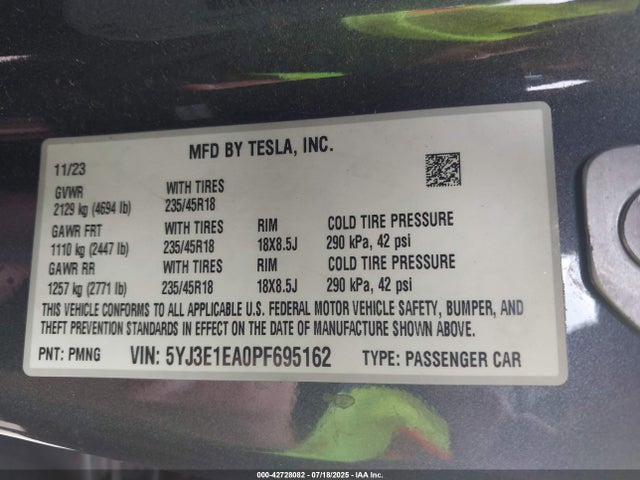 MFD BY TESLA, INC.
11/23
GVWR WITH TIRES
2129 kg (4694 lb) 235/45R18
GAWR FRT WITH TIRES RIM COLD TIRE PRESSURE
1110 kg (2447 lb) 235/45R18 18X8.5J 290 kPa, 42 psi
GAWR RR WITH TIRES RIM COLD TIRE PRESSURE
1257 kg (2771 lb) 235/45R18 18X8.5J 290 kPa, 42 psi
THIS VEHICLE CONFORMS TO ALL APPLICABLE U.S. FEDERAL MOTOR VEHICLE SAFETY, BUMPER, AND
THEFT PREVENTION STANDARDS IN EFFECT ON THE DATE OF MANUFACTURE SHOWN ABOVE.
PNT: PMNG VIN: 5YJ3E1EA0PF695162 TYPE: PASSENGER CAR
000-42728082 - 07/18/2025 - IAA Inc.